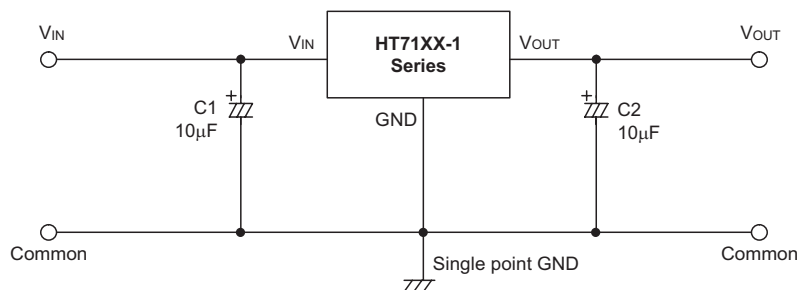 VIN
VIN
HT71XX-1
Series
VOUT
VOUT
C1
10μF
GND
C2
10μF
Common
Single point GND
Common
+
+